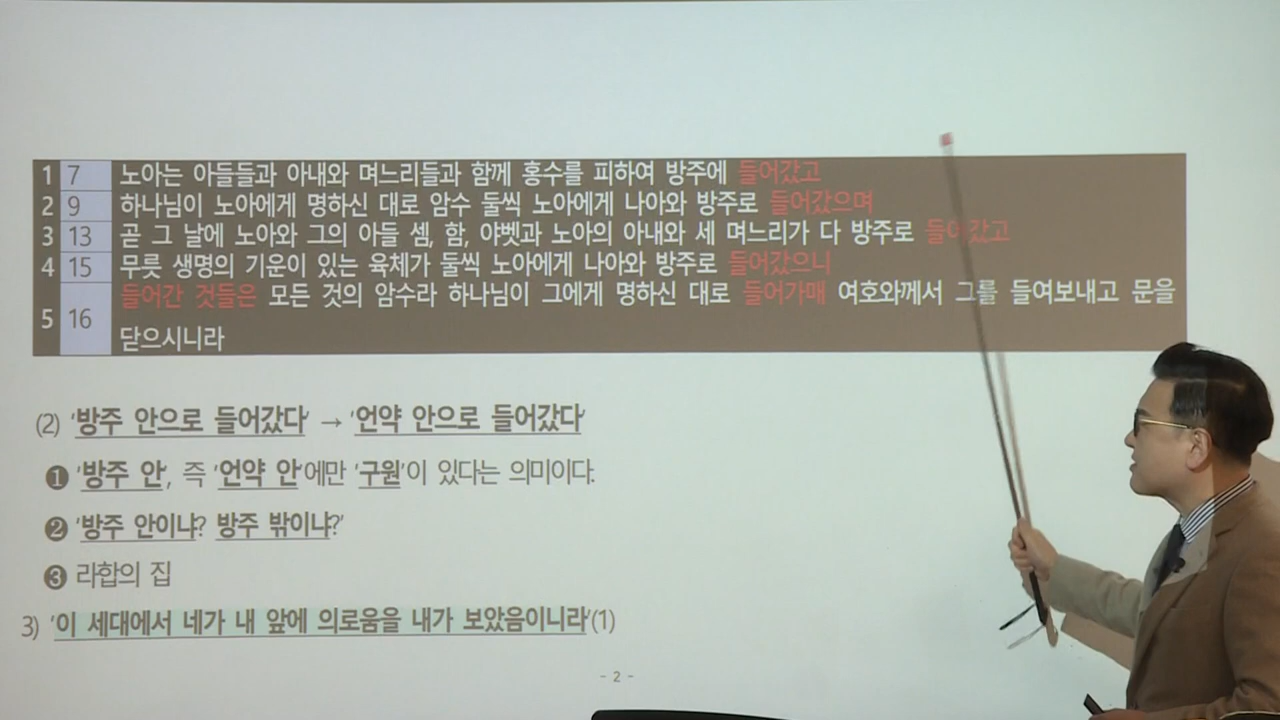 1 7 노아는 아들들과 아내와 며느리들과 함께 홍수를 피하여 방주에 들어갔고
2 9 하나님이 노아에게 명하신 대로 암수 둘씩 노아에게 나아와 방주로 들어갔으며
3 13 곧 그 날에 노아와 그의 아들 셈, 함, 야벳과 노아의 아내와 세 며느리가 다 방주로 들어갔고
4 15 무릇 생명의 기운이 있는 육체가 둘씩 노아에게 나아와 방주로 들어갔으니
5 16 들어간 것들은 모든 것의 암수라 하나님이 그에게 명하신 대로 들어가매 여호와께서 그를 들여보내고 문을
닫으시니라
(2) '방주 안으로 들어갔다' → '언약 안으로 들어갔다'
❶ '방주 안', 즉 '언약 안'에만 '구원'이 있다는 의미이다.
❷ '방주 안이냐? 방주 밖이냐?'
❸ 라합의 집
3) '이 세대에서 네가 내 앞에 의로움을 내가 보았음이니라'(1)
- 2 -